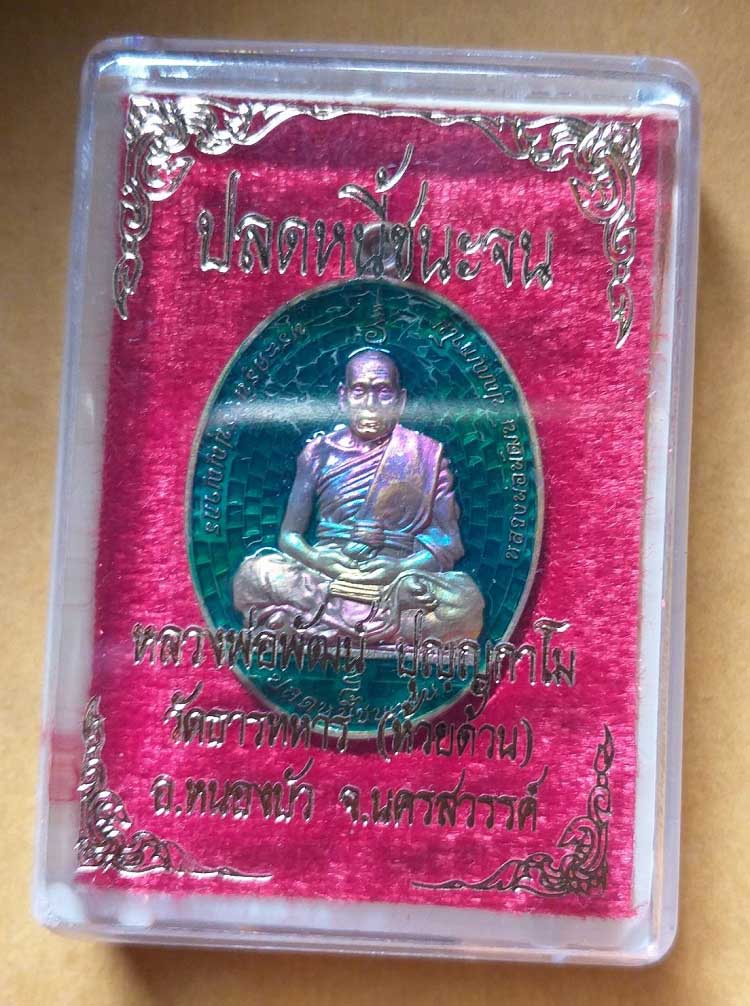 ปลดหนี้ชนะจน
หลวงพ่อพัฒน์ ปุญฺญกาโม
วัดธารทหาร (ห้วยด้วน)
อ.หนองบัว จ.นครสวรรค์